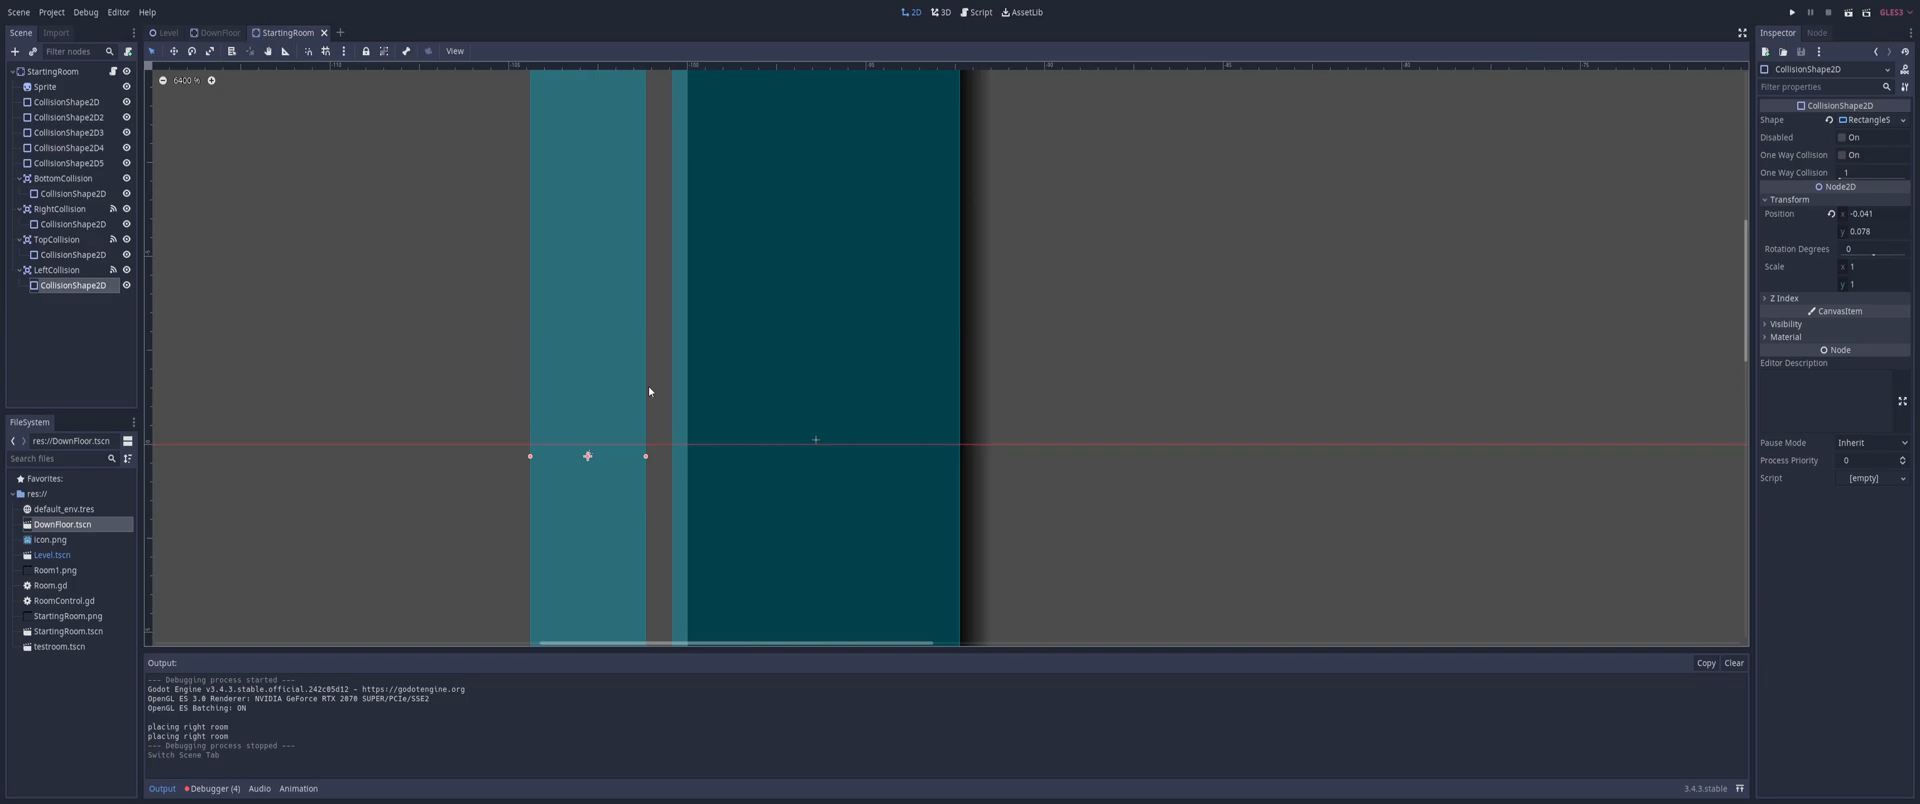 Scene Project Debug Editor Help
2D 3D Script AssetLib
GLES3
Scene Import
Level DownFloor StartingRoom
Inspector Node
Filter nodes
View
StartingRoom
Sprite
CollisionShape2D
CollisionShape2D2
CollisionShape2D3
CollisionShape2D4
CollisionShape2D5
BottomCollision
CollisionShape2D
RightCollision
CollisionShape2D
TopCollision
CollisionShape2D
LeftCollision
CollisionShape2D
6400 %
FileSystem
res://DownFloor.tscn
Search files
Favorites:
res://
default_env.tres
DownFloor.tscn
icon.png
Level.tscn
Room1.png
Room.gd
RoomControl.gd
StartingRoom.png
StartingRoom.tscn
testroom.tscn
Output:
Copy Clear
--- Debugging process started ---
Godot Engine v3.4.3.stable.official.242c05d12 - https://godotengine.org
OpenGL ES 3.0 Renderer: NVIDIA GeForce RTX 2070 SUPER/PCIe/SSE2
OpenGL ES Batching: ON
placing right room
placing right room
--- Debugging process stopped ---
Switch Scene Tab
Output Debugger (4) Audio Animation
3.4.3.stable
CollisionShape2D
Filter properties
CollisionShape2D
Shape RectangleS
Disabled On
One Way Collision On
One Way Collision 1
Node2D
Transform
Position x -0.041
y 0.078
Rotation Degrees 0
Scale x 1
y 1
Z Index
CanvasItem
Visibility
Material
Node
Editor Description
Pause Mode Inherit
Process Priority 0
Script [empty]